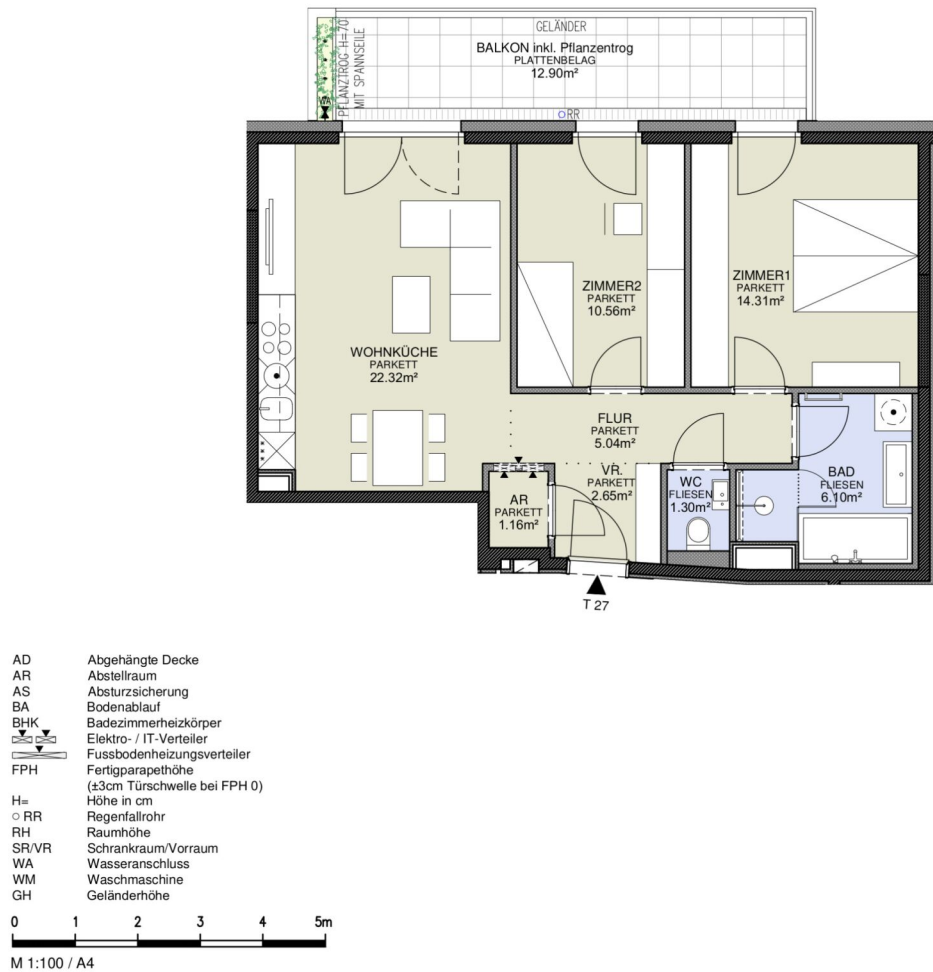 GELÄNDER
BALKON inkl. Pflanzentrog
PLATTENBELAG
12.90m²
PFLANZTROG H=70
MIT SPANNSEILE
WA
RR
ZIMMER2
PARKETT
10.56m²
ZIMMER1
PARKETT
14.31m²
WOHNKÜCHE
PARKETT
22.32m²
FLUR
PARKETT
5.04m²
VR.
PARKETT
2.65m²
AR
PARKETT
1.16m²
WC
FLIESEN
1.30m²
BAD
FLIESEN
6.10m²
T 27
AD Abgehängte Decke
AR Abstellraum
AS Absturzsicherung
BA Bodenablauf
BHK Badezimmerheizkörper
Elektro- / IT-Verteiler
Fussbodenheizungsverteiler
FPH Fertigparapethöhe
(±3cm Türschwelle bei FPH 0)
H= Höhe in cm
○ RR Regenfallrohr
RH Raumhöhe
SR/VR Schrankraum/Vorraum
WA Wasseranschluss
WM Waschmaschine
GH Geländerhöhe
0 1 2 3 4 5m
M 1:100 / A4